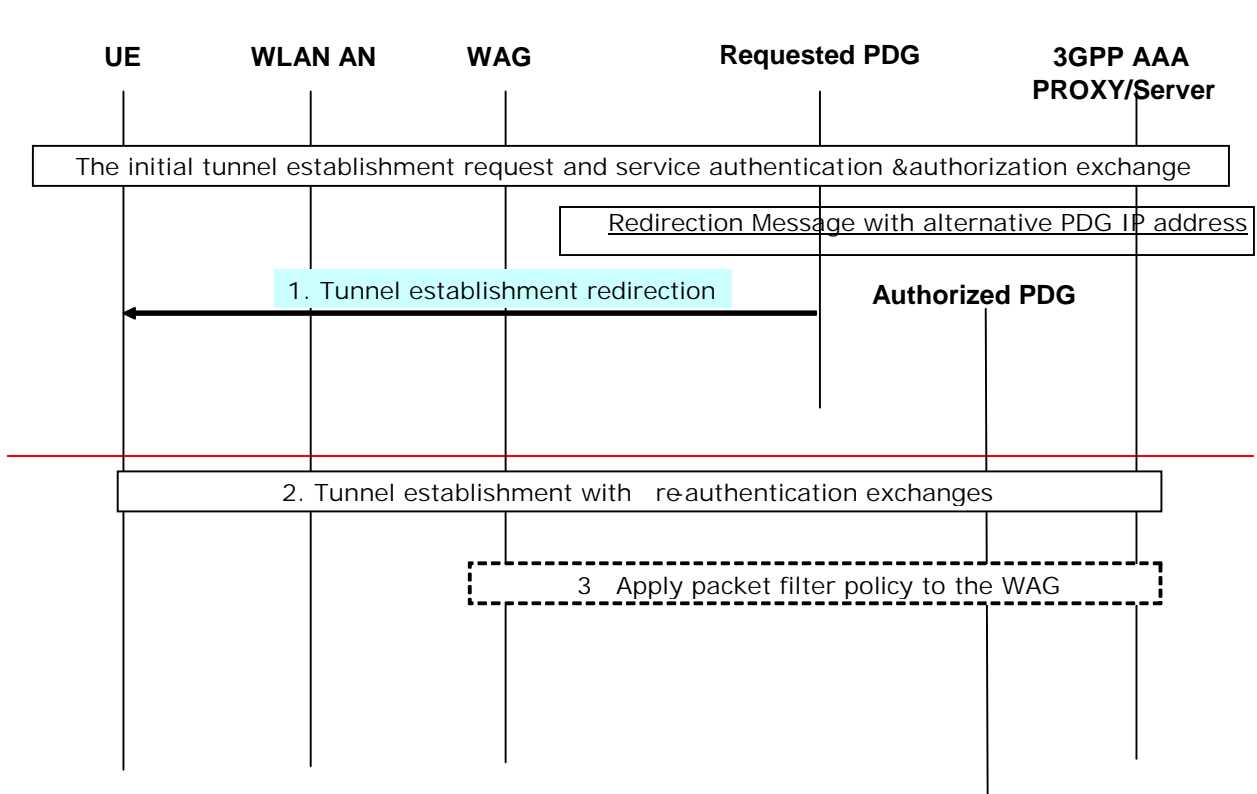 UE
WLAN AN
WAG
Requested PDG
3GPP AAA
PROXY/Server
The initial tunnel establishment request and service authentication &authorization exchange
Redirection Message with alternative PDG IP address
1. Tunnel establishment redirection
Authorized PDG
2. Tunnel establishment with re-authentication exchanges
3 Apply packet filter policy to the WAG